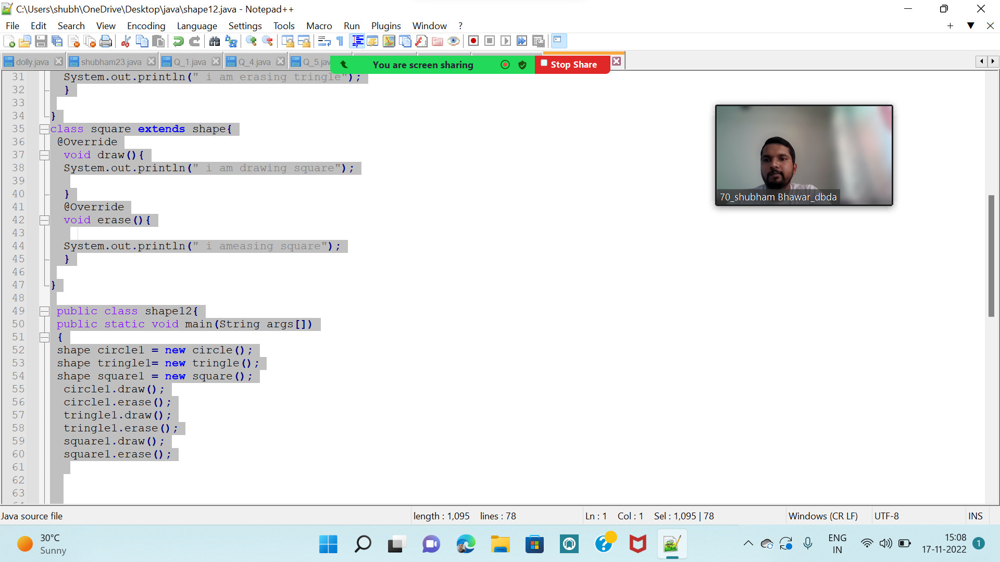 C:\Users\shubh\OneDrive\Desktop\java\shape12.java - Notepad++
File Edit Search View Encoding Language Settings Tools Macro Run Plugins Window ?
dolly.java shubham23.java Q_1.java Q_4.java Q_5.jav
You are screen sharing Stop Share
31 System.out.println(" i am erasing tringle");
32 }
33
34 }
35 class square extends shape{
36 @Override
37 void draw(){
38 System.out.println(" i am drawing square");
39
40 }
41 @Override
42 void erase(){
43
44 System.out.println(" i ameasing square");
45 }
46
47 }
48
49 public class shape12{
50 public static void main(String args[])
51 {
52 shape circle1 = new circle();
53 shape tringle1= new tringle();
54 shape square1 = new square();
55 circle1.draw();
56 circle1.erase();
57 tringle1.draw();
58 tringle1.erase();
59 square1.draw();
60 square1.erase();
61
62
63
70_shubham Bhawar_dbda
Java source file length : 1,095 lines : 78 Ln : 1 Col : 1 Sel : 1,095 | 78 Windows (CR LF) UTF-8 INS
30°C
Sunny
ENG
IN
15:08
17-11-2022
1